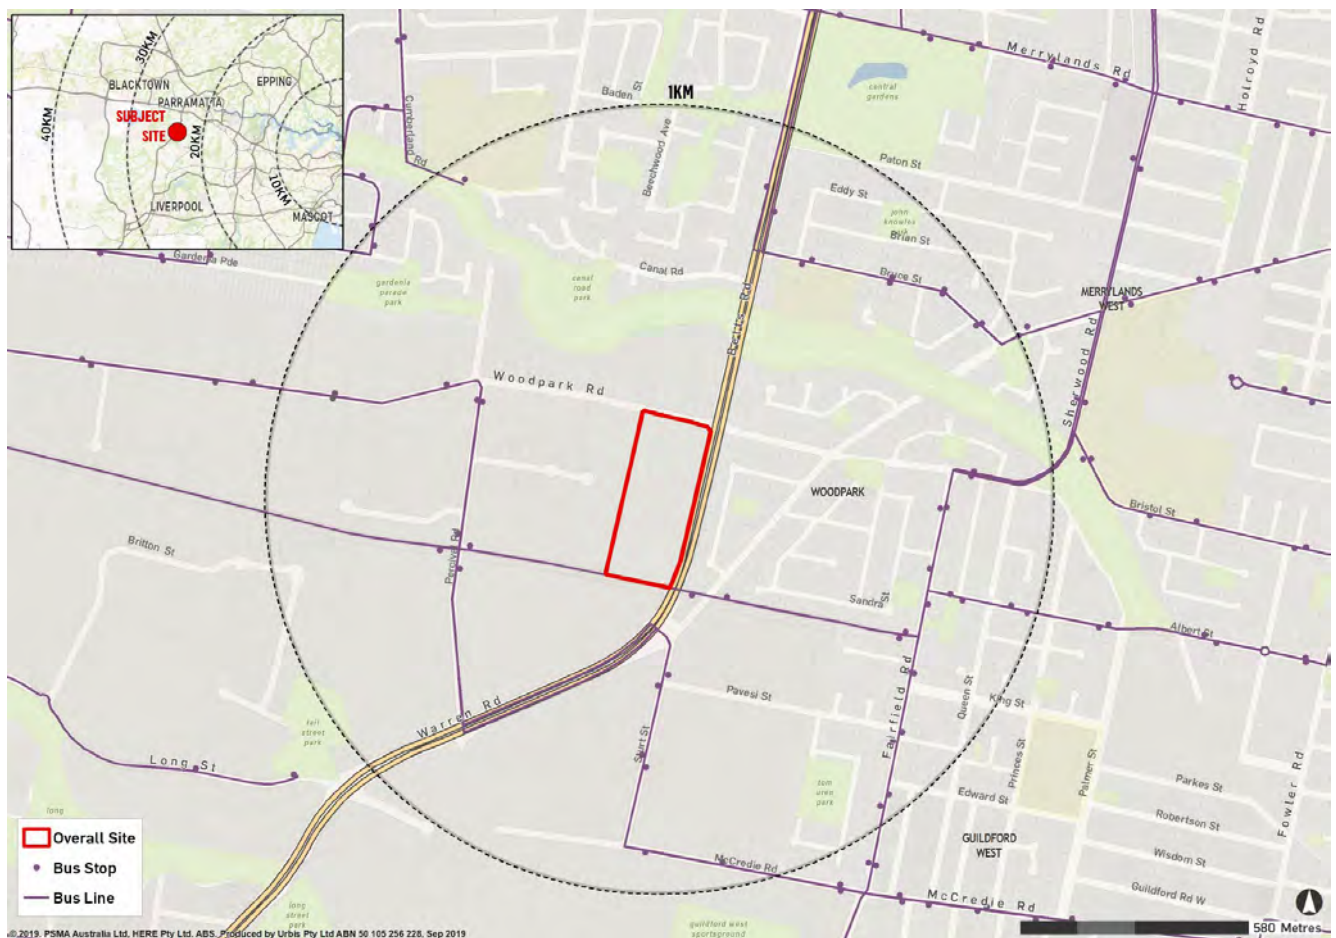 40KM
30KM
BLACKTOWN
EPPING
PARRAMATTA
SUBJECT
SITE
20KM
10KM
LIVERPOOL
MASCOT
Cumberland
Rd
Baden St
1KM
Beechwood Ave
central
gardens
Merrylands Rd
Holroyd Rd
Paton St
Eddy St
john
knowles
Brian St
Bruce St
Gardenia Pde
gardenia
parade
park
canal
road
park
Canal Rd
MERRYLANDS
WEST
Sherwood Rd
Woodpark Rd
WOODPARK
Bristol St
Britton St
Percival Rd
Sandra St
Albert St
Pavesi St
Fairfield Rd
Queen St
King St
Warren Rd
Sturt St
tell
street
park
Long St
tom
uren
park
Princes St
Palmer St
Edward St
Parkes St
Robertson St
Fowler Rd
GUILDFORD
WEST
Wisdom St
Guildford Rd W
McCredie Rd
McCredie Rd
long
long
street
park
guildford west
sportsground
Overall Site
Bus Stop
Bus Line
580 Metres
© 2019. PSMA Australia Ltd, HERE Pty Ltd. ABS. Produced by Urbis Pty Ltd ABN 50 105 256 228, Sep 2019